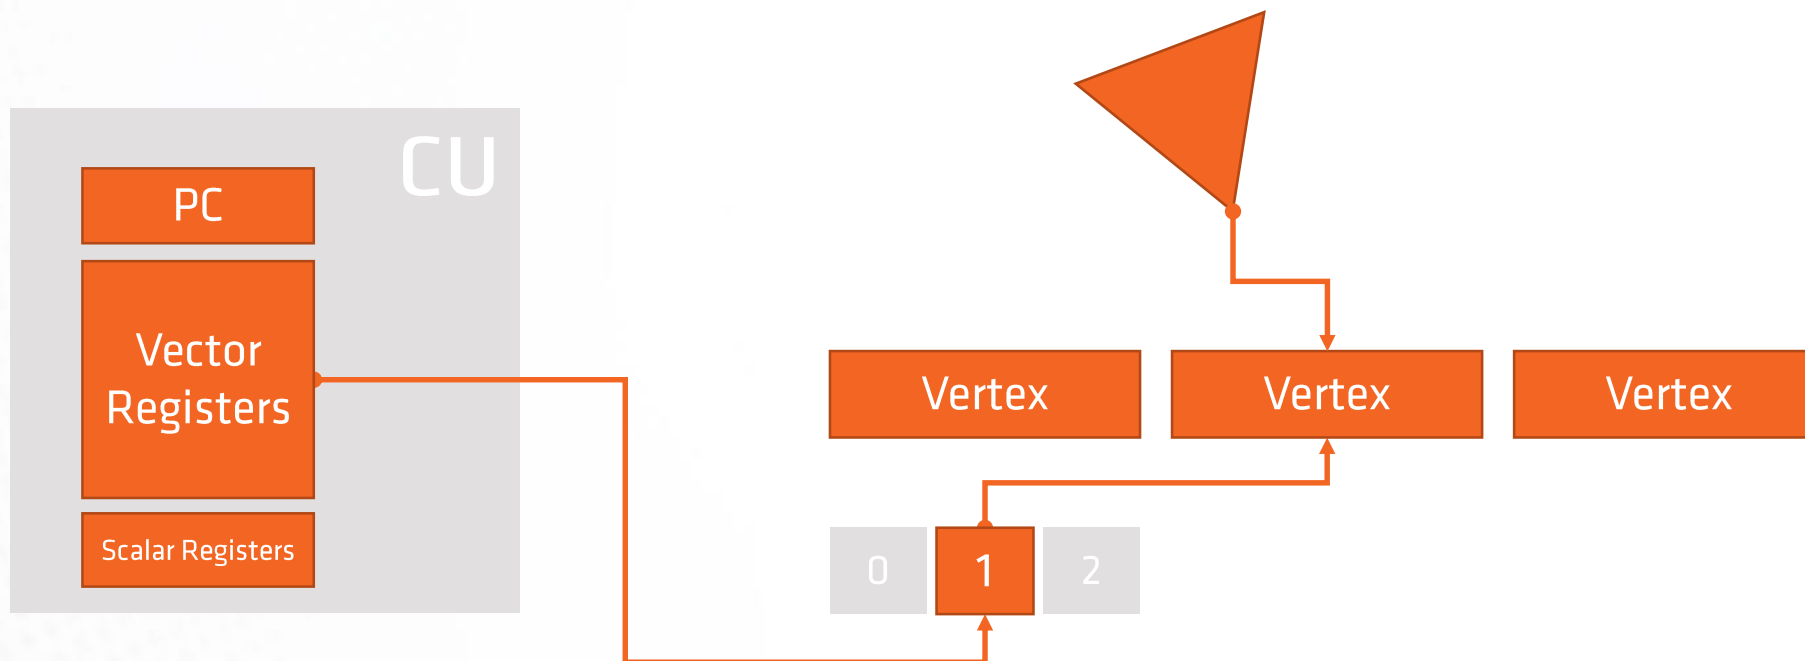 CU
PC
Vector
Registers
Scalar Registers
Vertex
Vertex
Vertex
0
1
2